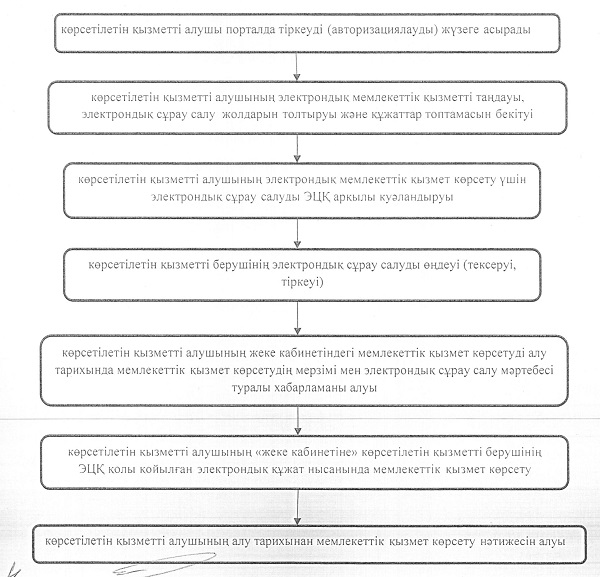 көрсетілетін қызметті алушы порталда тіркеуді (авторизациялауды) жүзеге асырады
көрсетілетін қызметті алушының электрондық мемлекеттік қызметті таңдауы,
электрондық сұрау салу жолдарын толтыруы және құжаттар топтамасын бекітуі
көрсетілетін қызметті алушының электрондық мемлекеттік қызмет көрсету үшін
электрондық сұрау салуды ЭЦҚ арқылы куәландыруы
көрсетілетін қызметті берушінің электрондық сұрау салуды өңдеуі (тексеруі,
тіркеуі)
көрсетілетін қызметті алушының жеке кабинетіндегі мемлекеттік қызмет көрсетуді алу
тарихында мемлекеттік қызмет көрсетудің мерзімі мен электрондық сұрау салу мәртебесі
туралы хабарламаны алуы
көрсетілетін қызметті алушының «жеке кабинетіне» көрсетілетін қызметті берушінің
ЭЦҚ қолы қойылған электрондық құжат нысанында мемлекеттік қызмет көрсету
көрсетілетін қызметті алушының алу тарихынан мемлекеттік қызмет көрсету нәтижесін алуы